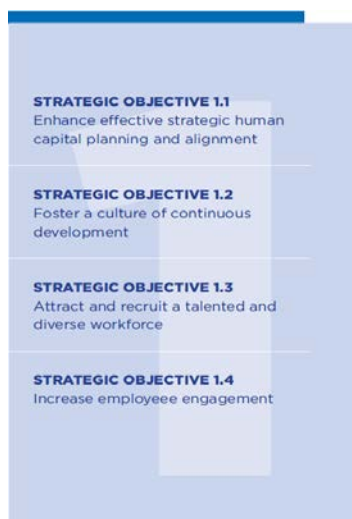 STRATEGIC OBJECTIVE 1.1
Enhance effective strategic human
capital planning and alignment
STRATEGIC OBJECTIVE 1.2
Foster a culture of continuous
development
STRATEGIC OBJECTIVE 1.3
Attract and recruit a talented and
diverse workforce
STRATEGIC OBJECTIVE 1.4
Increase employeee engagement